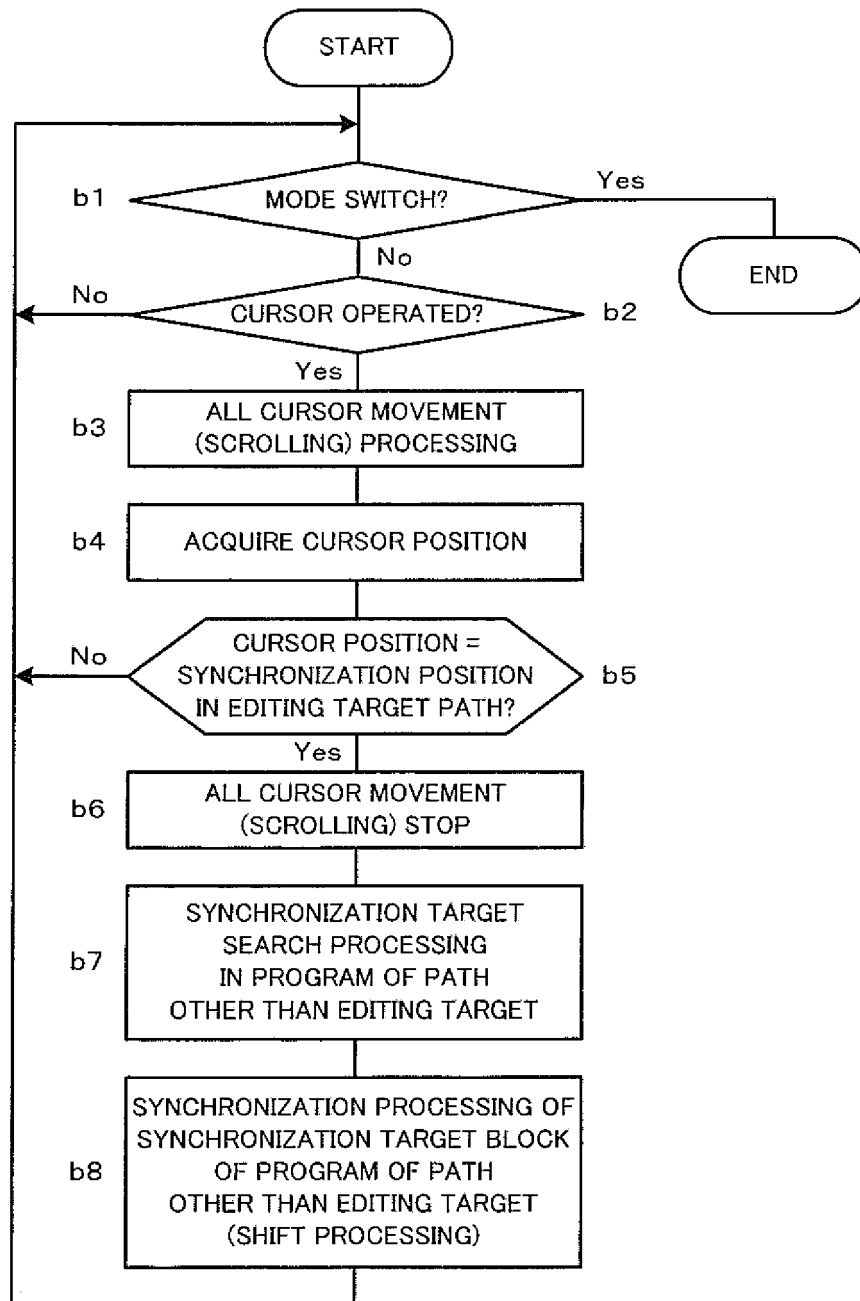 START
b1
MODE SWITCH?
Yes
No
END
No
CURSOR OPERATED?
b2
Yes
b3
ALL CURSOR MOVEMENT
(SCROLLING) PROCESSING
b4
ACQUIRE CURSOR POSITION
No
CURSOR POSITION =
SYNCHRONIZATION POSITION
IN EDITING TARGET PATH?
b5
Yes
b6
ALL CURSOR MOVEMENT
(SCROLLING) STOP
b7
SYNCHRONIZATION TARGET
SEARCH PROCESSING
IN PROGRAM OF PATH
OTHER THAN EDITING TARGET
b8
SYNCHRONIZATION PROCESSING OF
SYNCHRONIZATION TARGET BLOCK
OF PROGRAM OF PATH
OTHER THAN EDITING TARGET
(SHIFT PROCESSING)